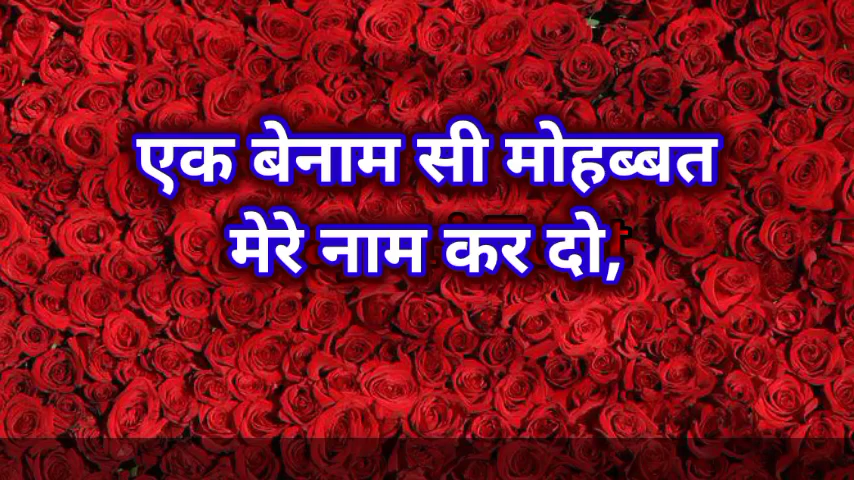 एक बेनाम सी मोहब्बत
मेरे नाम कर दो,